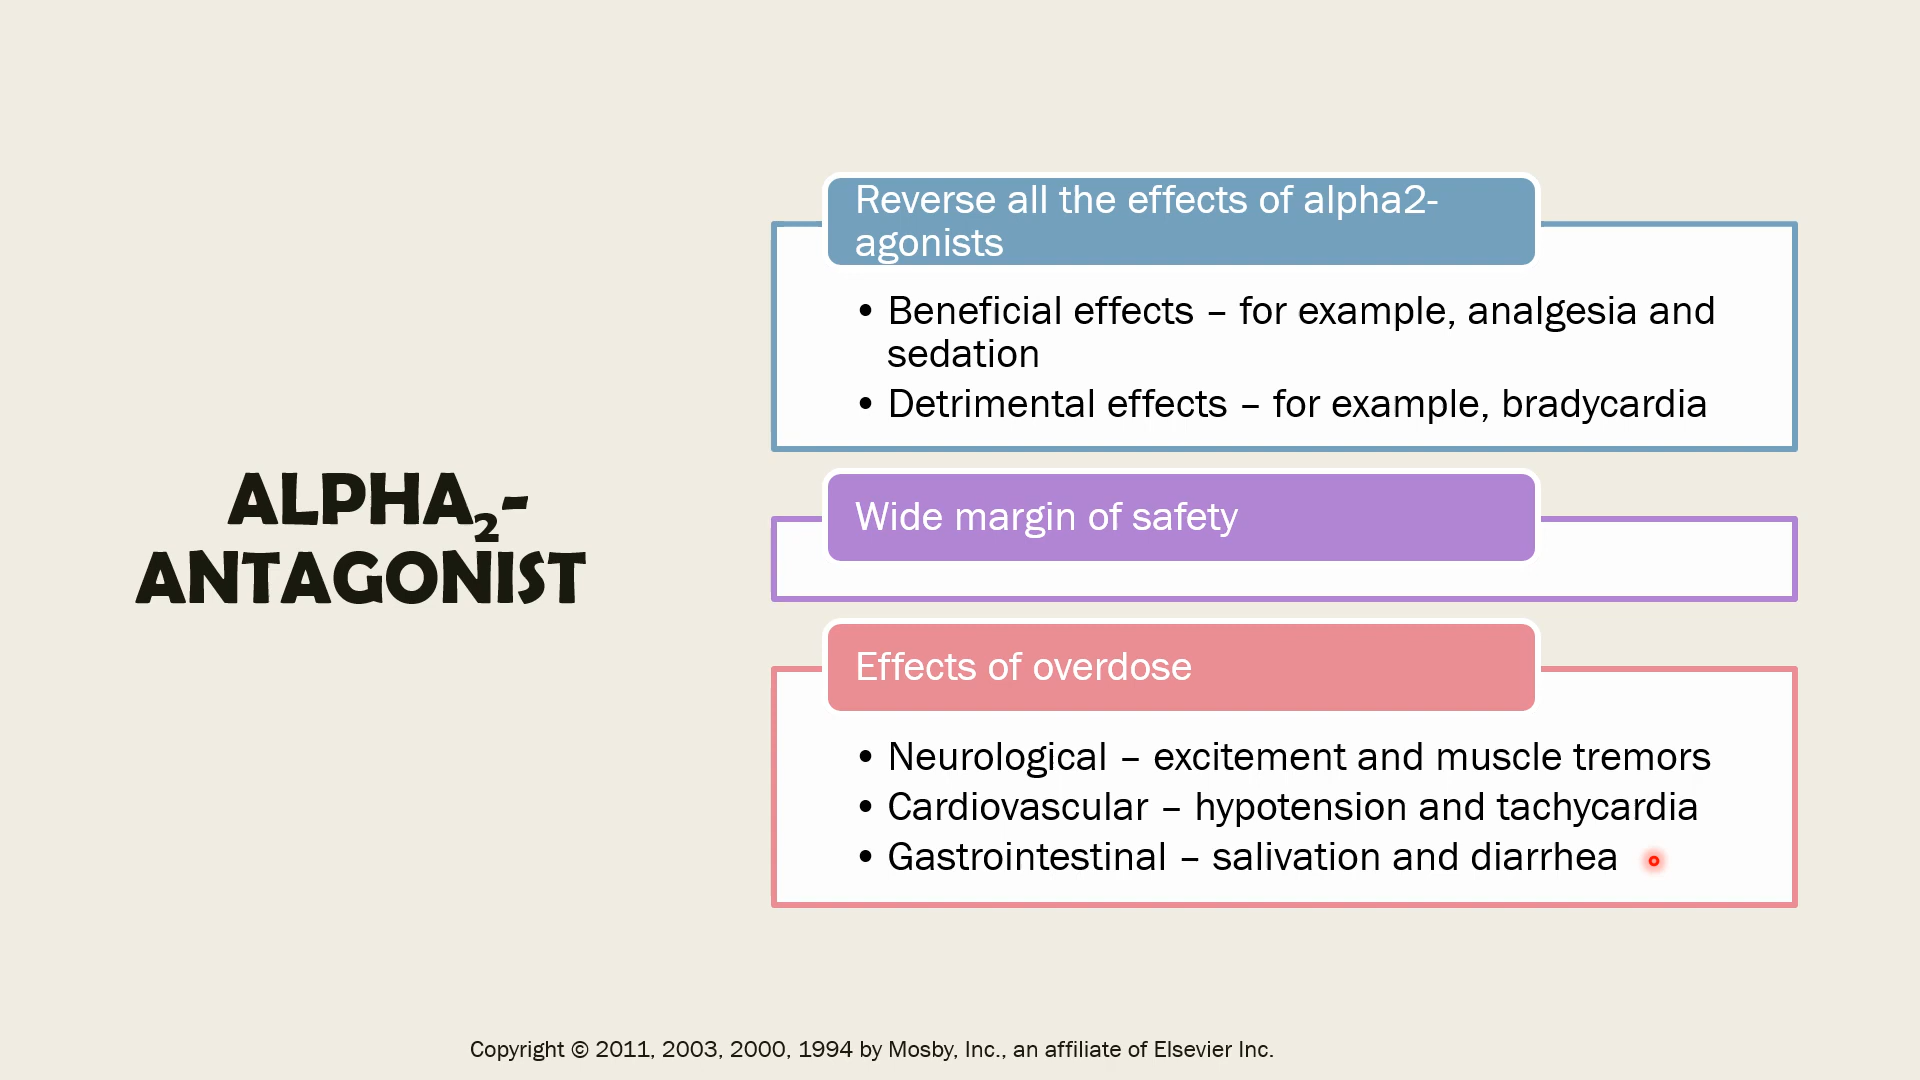 ALPHA₂-
ANTAGONIST
Reverse all the effects of alpha2-
agonists
• Beneficial effects – for example, analgesia and
sedation
• Detrimental effects – for example, bradycardia
Wide margin of safety
Effects of overdose
• Neurological – excitement and muscle tremors
• Cardiovascular – hypotension and tachycardia
• Gastrointestinal – salivation and diarrhea
Copyright © 2011, 2003, 2000, 1994 by Mosby, Inc., an affiliate of Elsevier Inc.